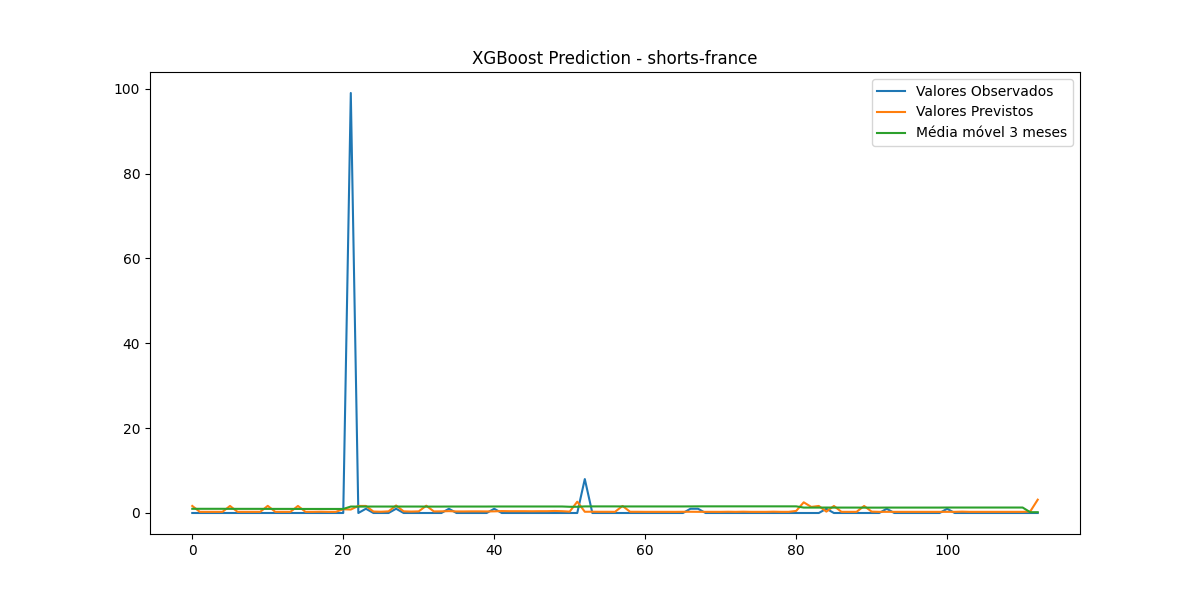 XGBoost Prediction - shorts-france
Valores Observados
Valores Previstos
Média móvel 3 meses
100
80
60
40
20
0
0 20 40 60 80 100